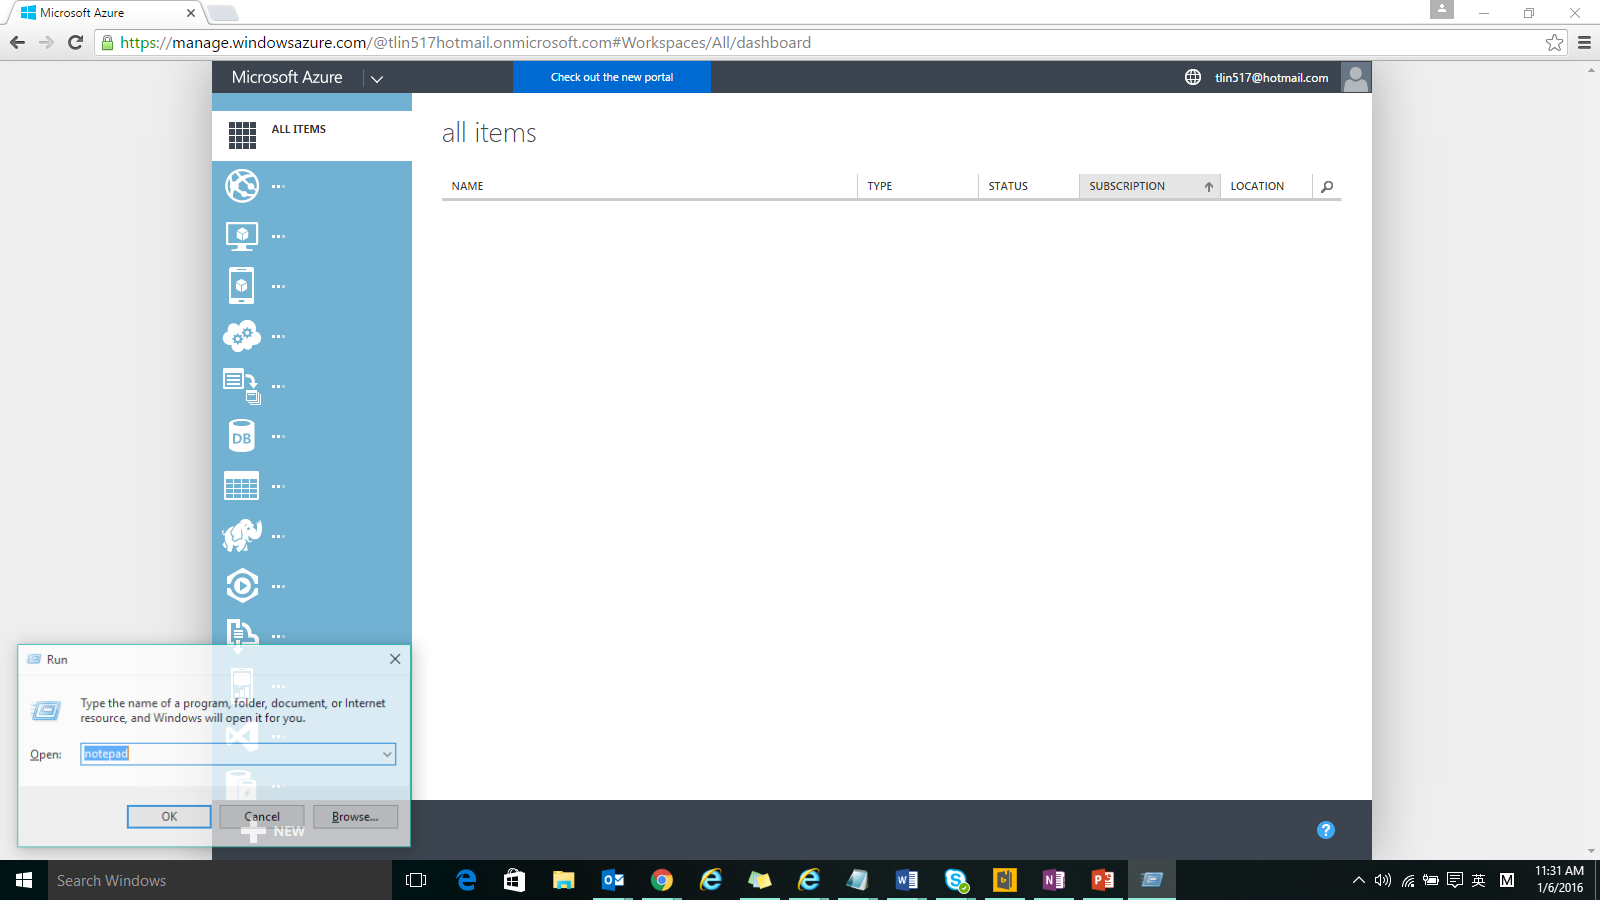 Microsoft Azure
https://manage.windowsazure.com/@tlin517hotmail.onmicrosoft.com#Workspaces/All/dashboard
Microsoft Azure
Check out the new portal
tlin517@hotmail.com
ALL ITEMS
all items
NAME
TYPE
STATUS
SUBSCRIPTION
LOCATION
DB
Run
Type the name of a program, folder, document, or Internet
resource, and Windows will open it for you.
Open:
notepad
OK
Cancel
Browse...
NEW
?
Search Windows
英
M
11:31 AM
1/6/2016